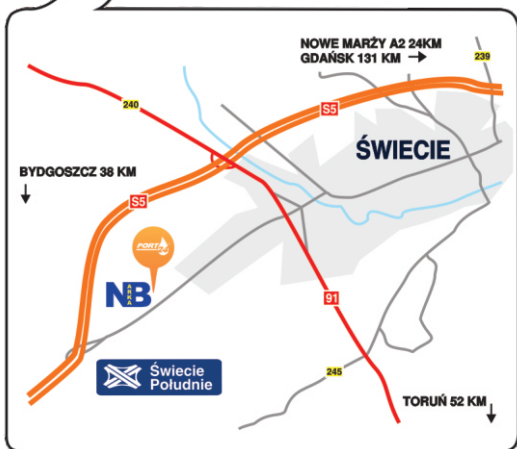 NOWE MARŻY A2 24KM
GDAŃSK 131 KM
239
240
S5
ŚWIECIE
BYDGOSZCZ 38 KM
S5
PORT24
NB
ARKA
91
Świecie
Południe
245
TORUŃ 52 KM